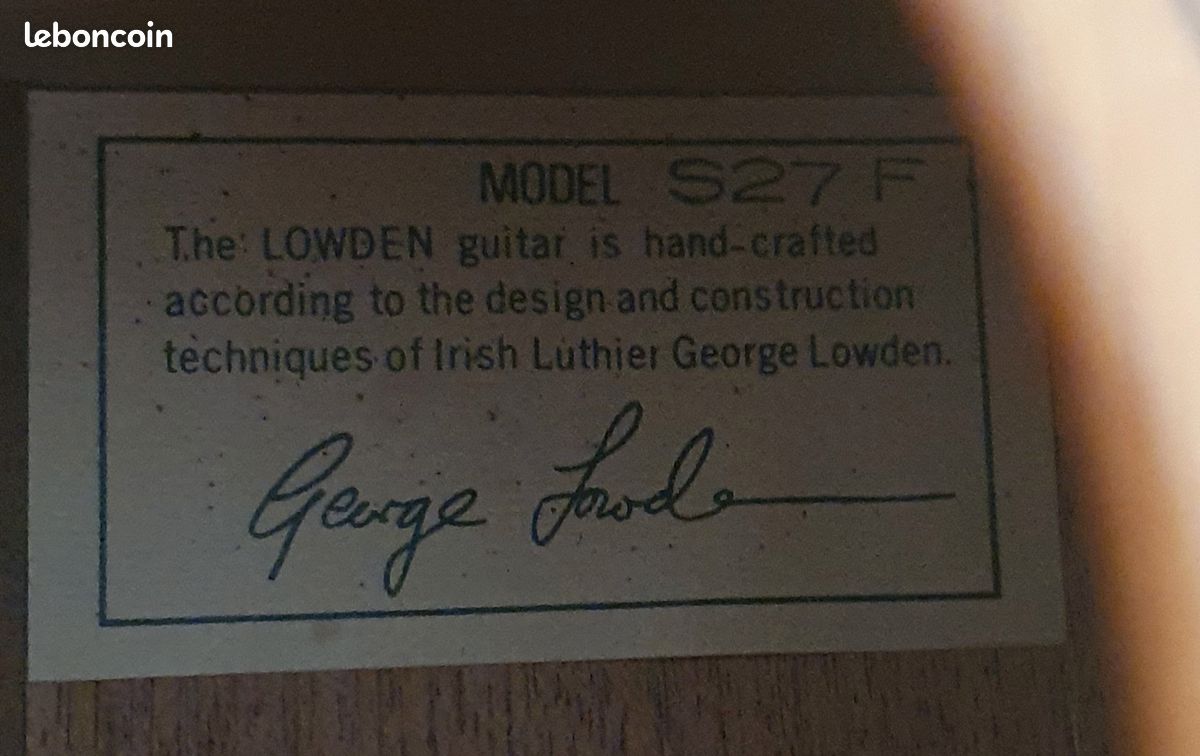 leboncoin
MODEL S27 F
The LOWDEN guitar is hand-crafted
according to the design and construction
techniques of Irish Luthier George Lowden.
George Lowden